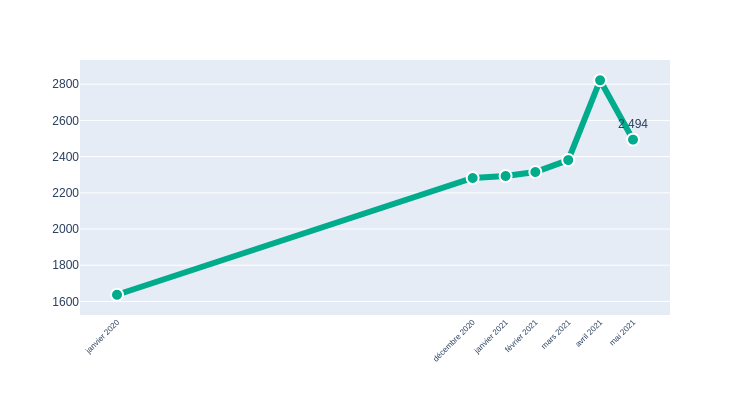 2800
2600
2400
2200
2000
1800
1600
2,494
janvier 2020
décembre 2020
janvier 2021
février 2021
mars 2021
avril 2021
mai 2021